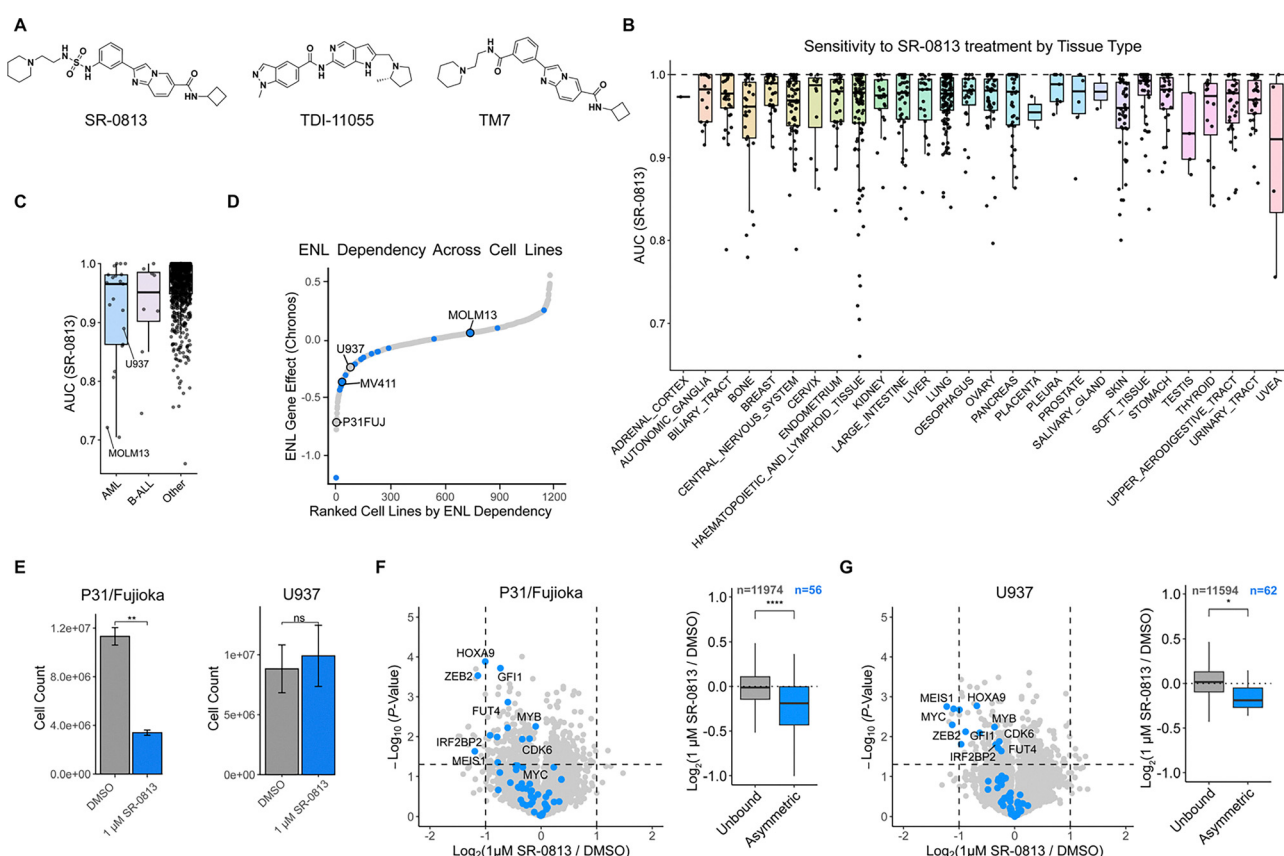 A
H
N
O
S
N
H
N
N
N
O
HN
SR-0813
N
N
O
N
H
N
N
H
N
TDI-11055
H
N
O
N
N
N
O
HN
TM7
B
Sensitivity to SR-0813 treatment by Tissue Type
AUC (SR-0813)
1.0
0.9
0.8
0.7
ADRENAL_CORTEX
AUTONOMIC_GANGLIA
BILIARY_TRACT
BONE
BREAST
CENTRAL_NERVOUS_SYSTEM
CERVIX
ENDOMETRIUM
HAEMATOPOIETIC_AND_LYMPHOID_TISSUE
KIDNEY
LARGE_INTESTINE
LIVER
LUNG
OESOPHAGUS
OVARY
PANCREAS
PLACENTA
PLEURA
PROSTATE
SALIVARY_GLAND
SKIN
SOFT_TISSUE
STOMACH
TESTIS
THYROID
UPPER_AERODIGESTIVE_TRACT
URINARY_TRACT
UVEA
C
AUC (SR-0813)
1.0
0.9
0.8
0.7
U937
MOLM13
AML
B-ALL
Other
D
ENL Dependency Across Cell Lines
ENL Gene Effect (Chronos)
0.5
0.0
-0.5
-1.0
MOLM13
U937
MV411
P31FUJ
0 300 600 900 1200
Ranked Cell Lines by ENL Dependency
E
P31/Fujioka
Cell Count
1.2e+07
8.0e+06
4.0e+06
0.0e+00
**
DMSO
1 µM SR-0813
U937
Cell Count
1e+07
5e+06
0e+00
ns
DMSO
1 µM SR-0813
F
P31/Fujioka
−Log10 (P-Value)
5
4
3
2
1
0
HOXA9
ZEB2
GFI1
FUT4
MYB
IRF2BP2
CDK6
MEIS1
MYC
-2 -1 0 1 2
Log2(1µM SR-0813 / DMSO)
n=11974 n=56
****
Log2(1 µM SR-0813 / DMSO)
1.0
0.5
0.0
-0.5
-1.0
Unbound
Asymmetric
G
U937
−Log10 (P-Value)
5
4
3
2
1
0
MEIS1
HOXA9
MYC
MYB
ZEB2
GFI1
CDK6
IRF2BP2
FUT4
-2 -1 0 1 2
Log2(1µM SR-0813 / DMSO)
n=11594 n=62
*
Log2(1 µM SR-0813 / DMSO)
1.0
0.5
0.0
-0.5
-1.0
Unbound
Asymmetric